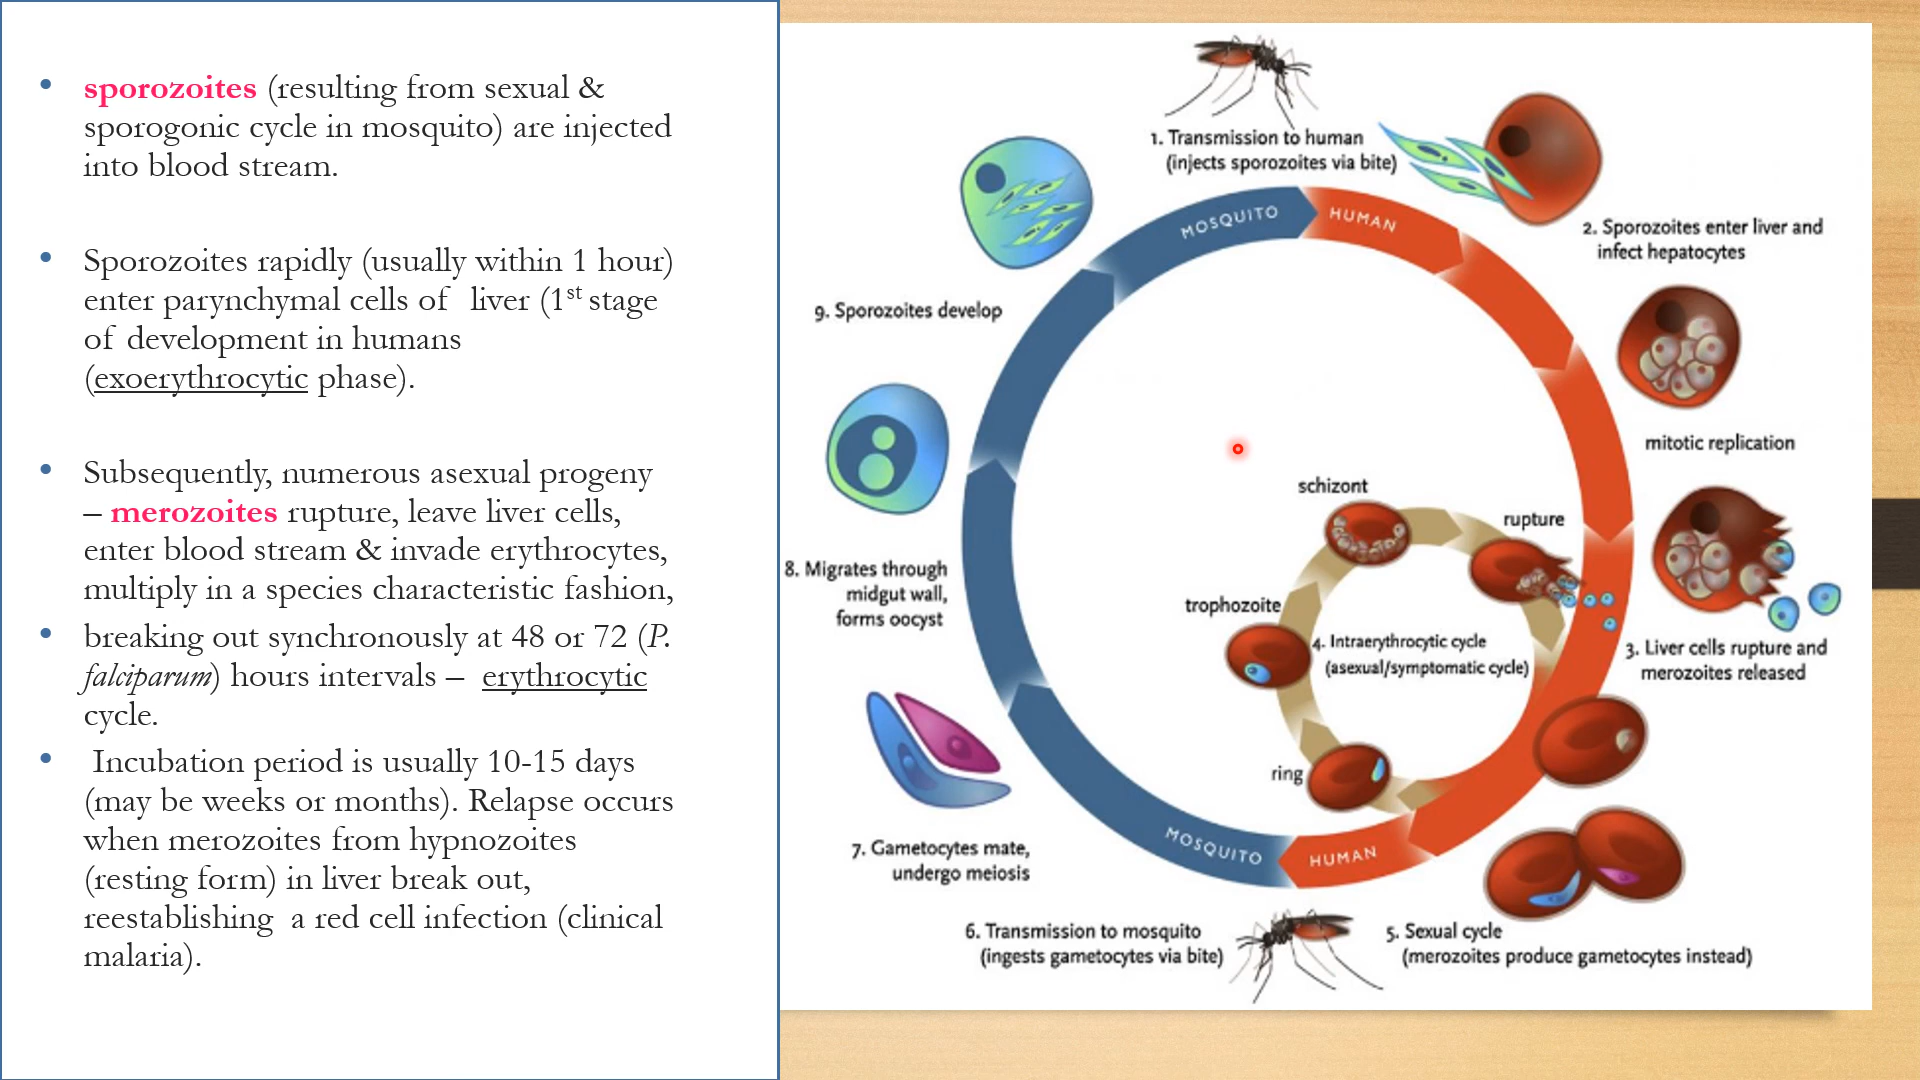 • sporozoites (resulting from sexual &
sporogonic cycle in mosquito) are injected
into blood stream.
• Sporozoites rapidly (usually within 1 hour)
enter parynchymal cells of liver (1st stage
of development in humans
(exoerythrocytic phase).
• Subsequently, numerous asexual progeny
– merozoites rupture, leave liver cells,
enter blood stream & invade erythrocytes,
multiply in a species characteristic fashion,
• breaking out synchronously at 48 or 72 (P.
falciparum) hours intervals – erythrocytic
cycle.
• Incubation period is usually 10-15 days
(may be weeks or months). Relapse occurs
when merozoites from hypnozoites
(resting form) in liver break out,
reestablishing a red cell infection (clinical
malaria).
1. Transmission to human
(injects sporozoites via bite)
MOSQUITO
HUMAN
2. Sporozoites enter liver and
infect hepatocytes
mitotic replication
3. Liver cells rupture and
merozoites released
schizont
rupture
trophozoite
4. Intraerythrocytic cycle
(asexual/symptomatic cycle)
ring
HUMAN
MOSQUITO
5. Sexual cycle
(merozoites produce gametocytes instead)
6. Transmission to mosquito
(ingests gametocytes via bite)
7. Gametocytes mate,
undergo meiosis
8. Migrates through
midgut wall,
forms oocyst
9. Sporozoites develop